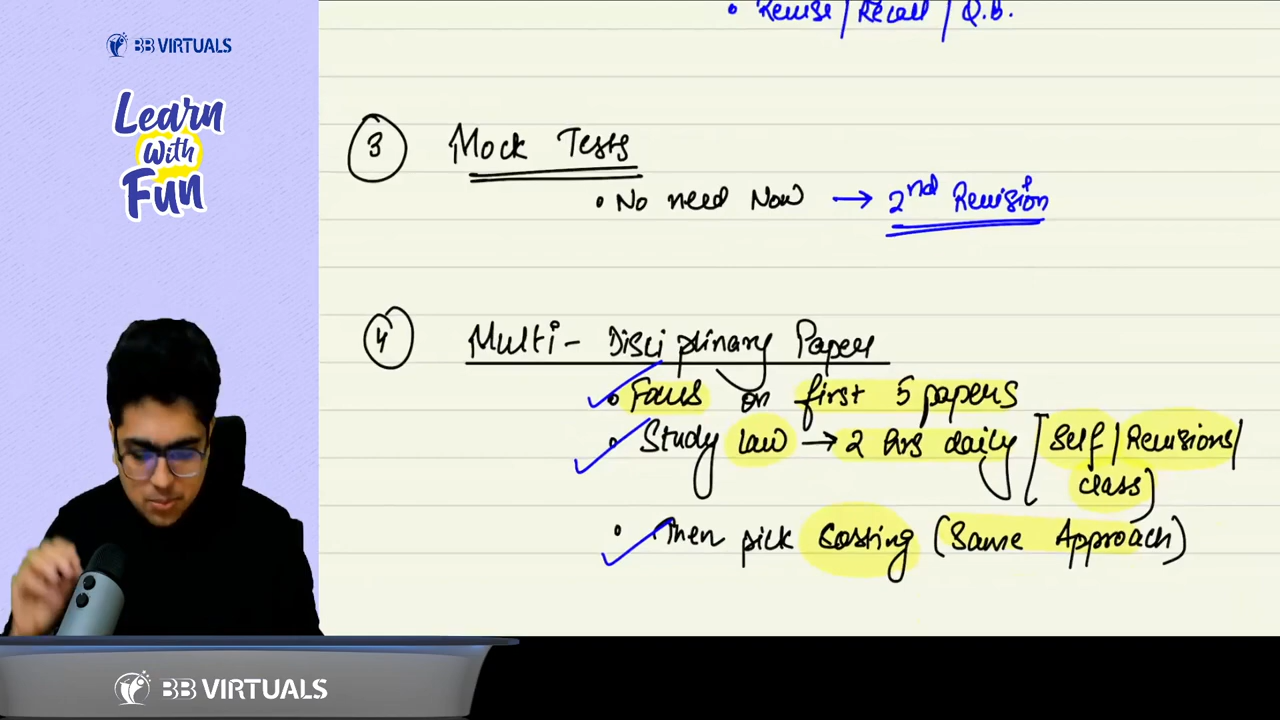 BB VIRTUALS
Learn
With
Fun
• Revise / Recall / Q.B.
3 Mock Tests
• No need Now → 2nd Revision
4 Multi-Disciplinary Papers
• Focus on first 5 papers
• Study law → 2 hrs daily [Self / Revisions /
class]
• Then pick Costing (Same Approach)
BB VIRTUALS